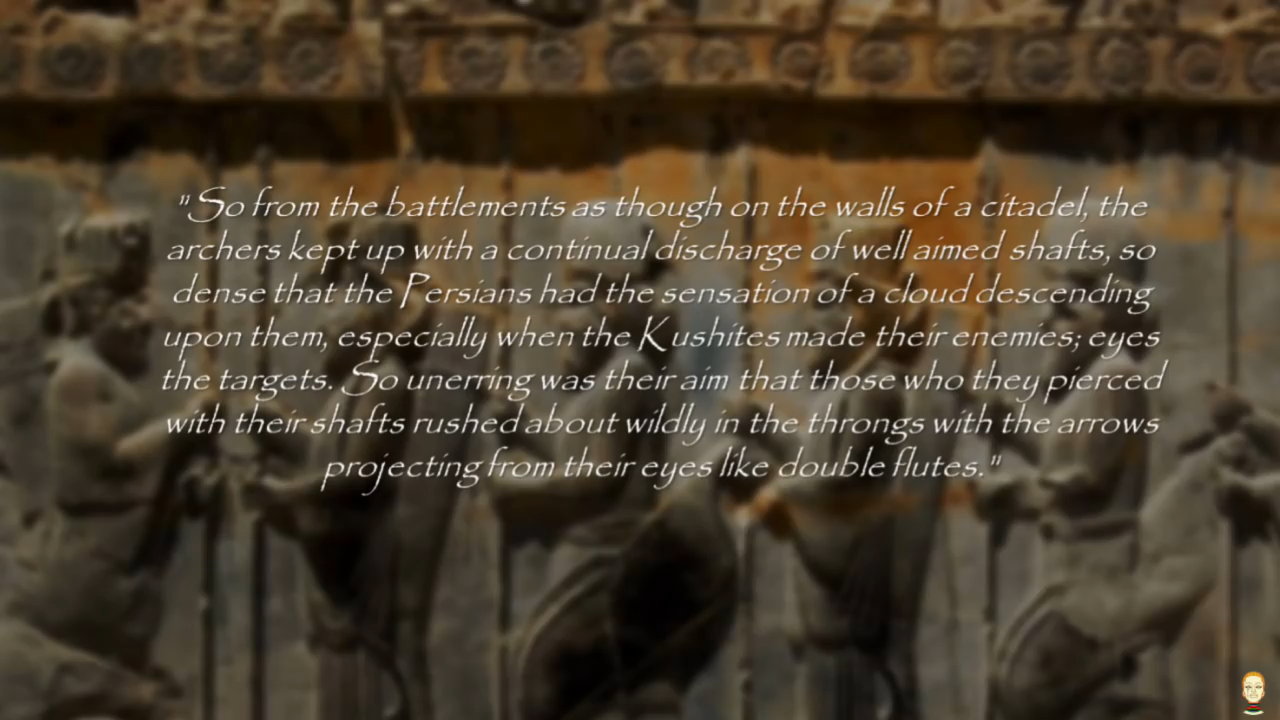 "So from the battlements as though on the walls of a citadel, the
archers kept up with a continual discharge of well aimed shafts, so
dense that the Persians had the sensation of a cloud descending
upon them, especially when the Kushites made their enemies; eyes
the targets. So unerring was their aim that those who they pierced
with their shafts rushed about wildly in the throngs with the arrows
projecting from their eyes like double flutes."